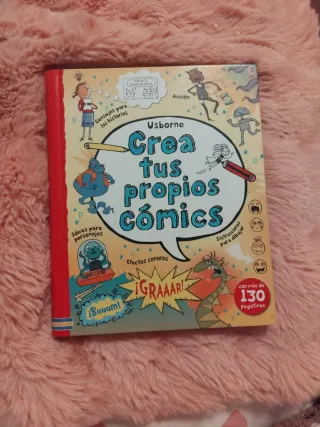 Consejos para
las historias
Acción
Usborne
Crea
tus
propios
cómics
Ideas para
personajes
Instrucciones
para dibujar
Efectos sonoros
¡GRAAAR!
¡Buuum!
con más de
130
pegatinas